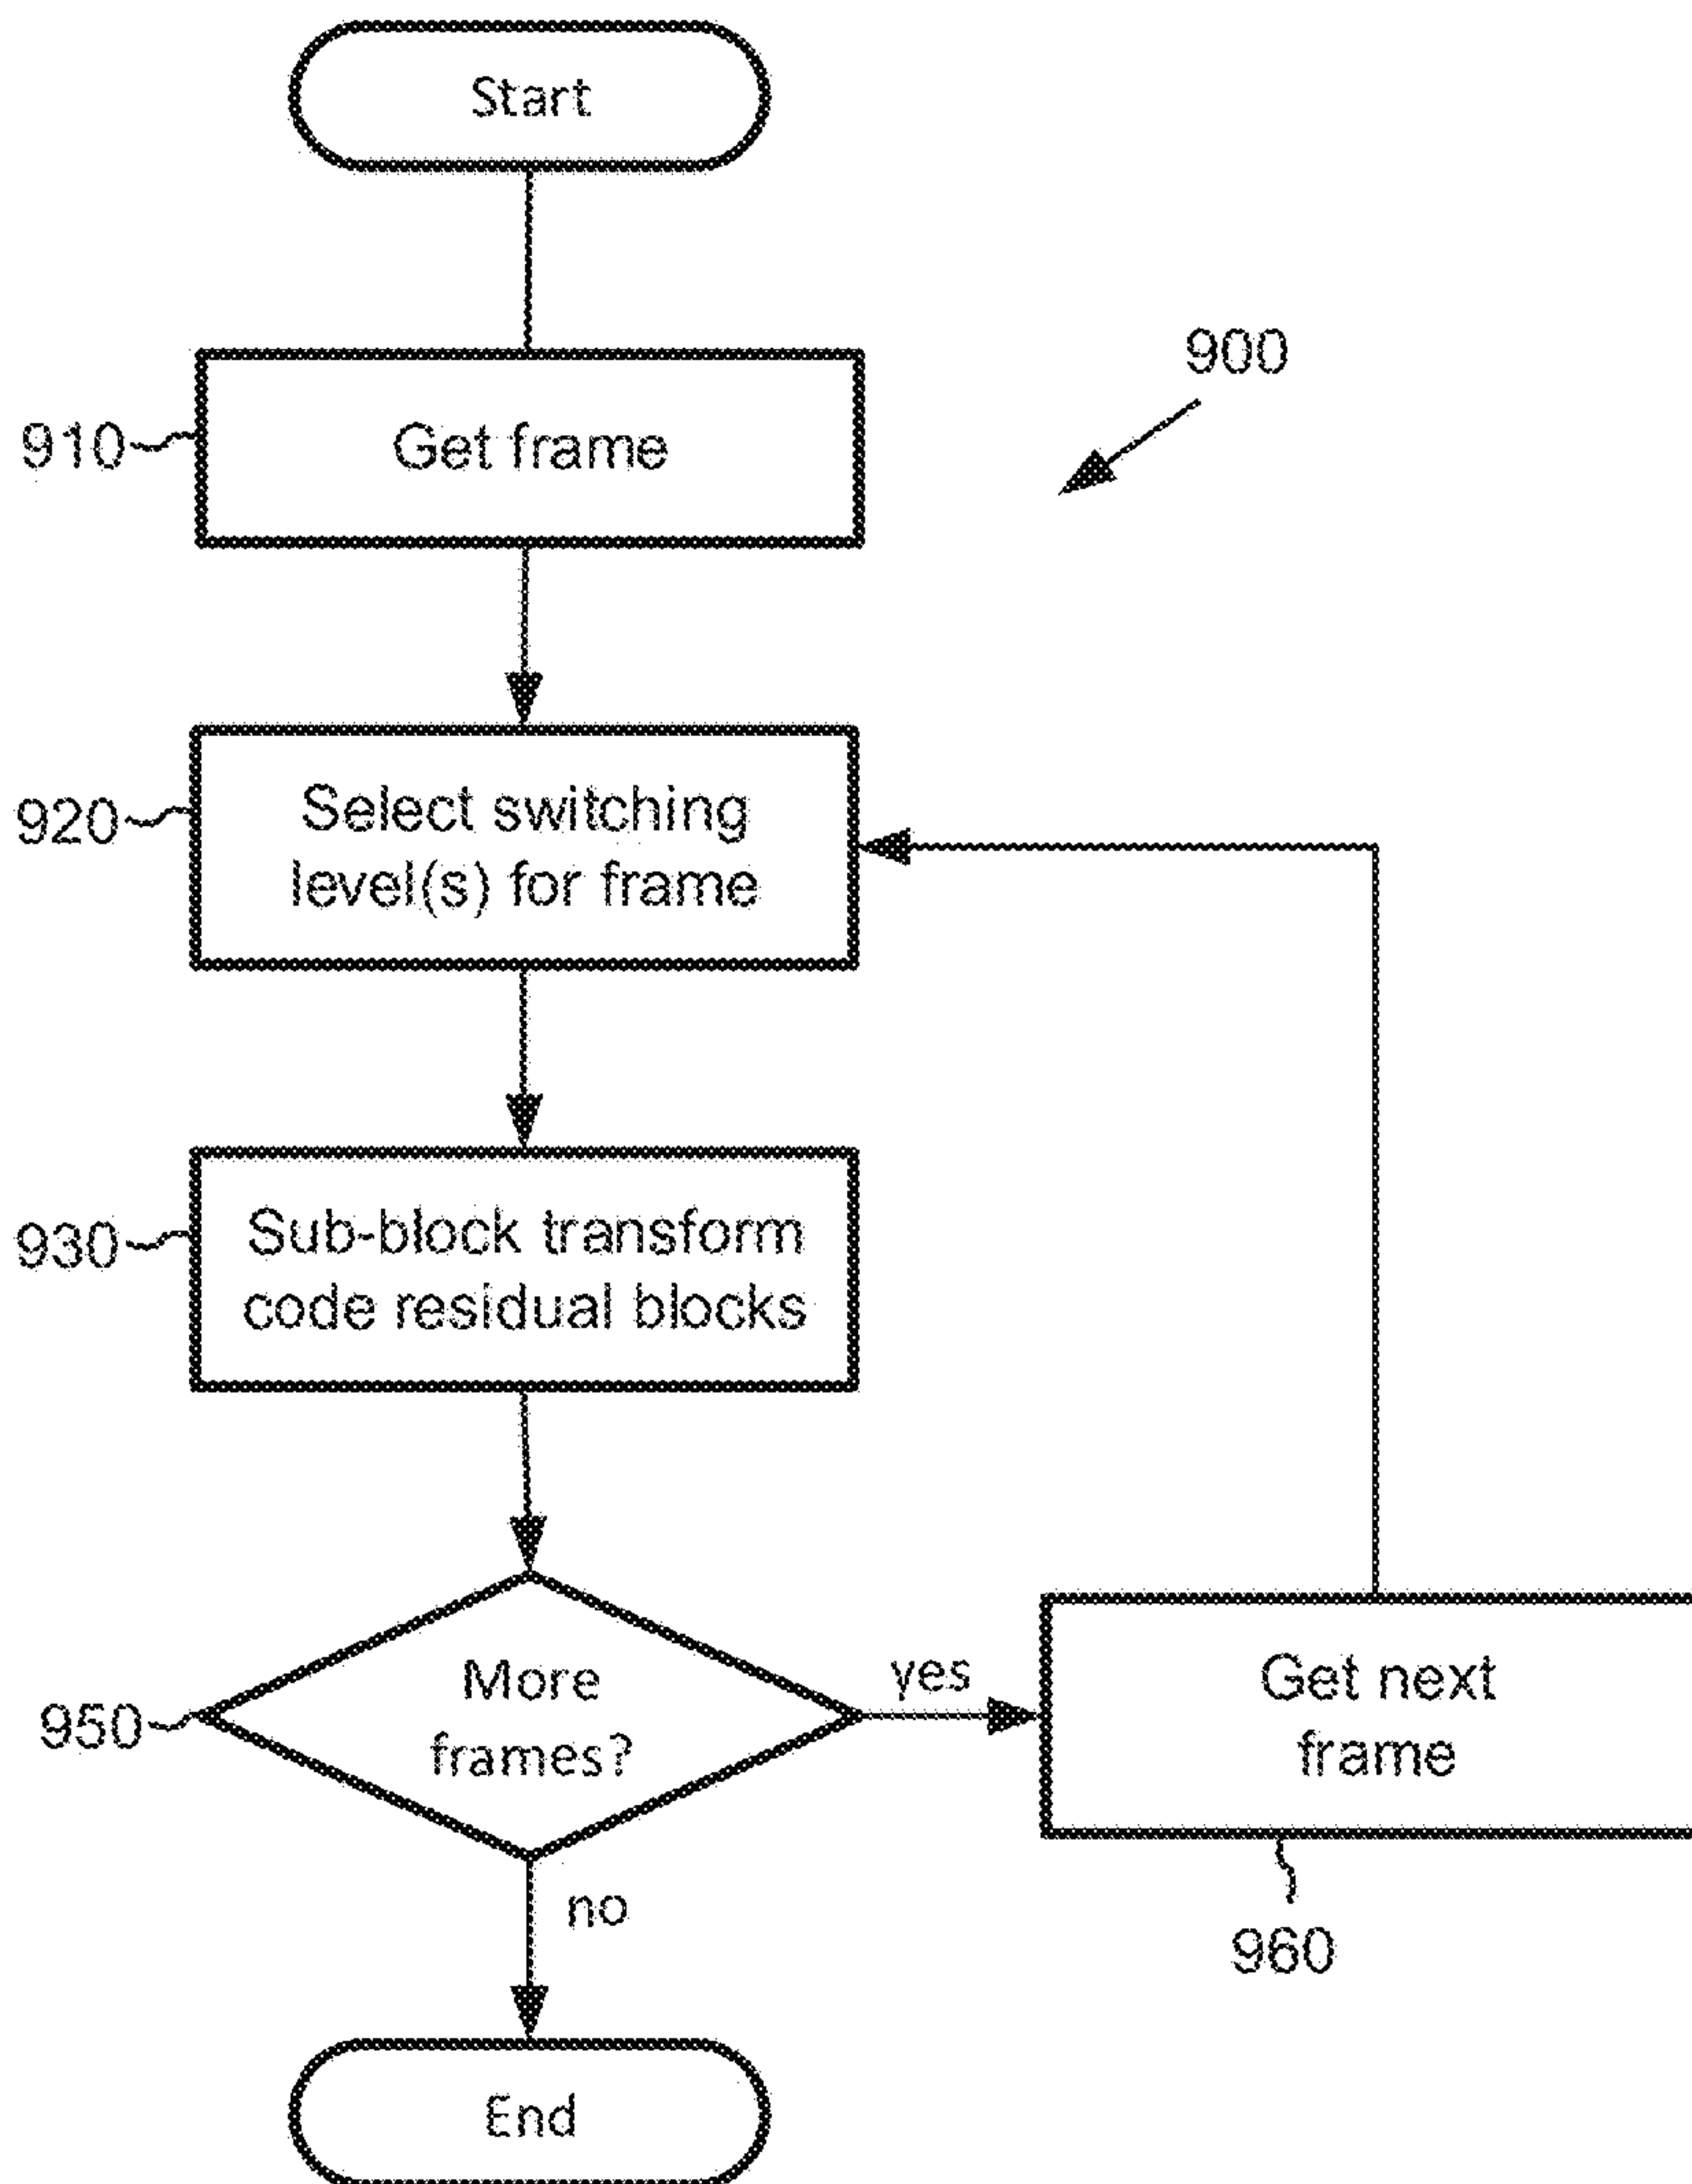 Start
900
910
Get frame
920
Select switching
level(s) for frame
930
Sub-block transform
code residual blocks
950
More
frames?
yes
Get next
frame
960
no
End